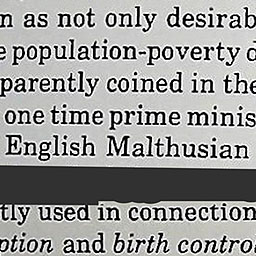 n as not only desirab
e population-poverty d
parently coined in the
one time prime minis
English Malthusian
tly used in connection
ption and birth contro